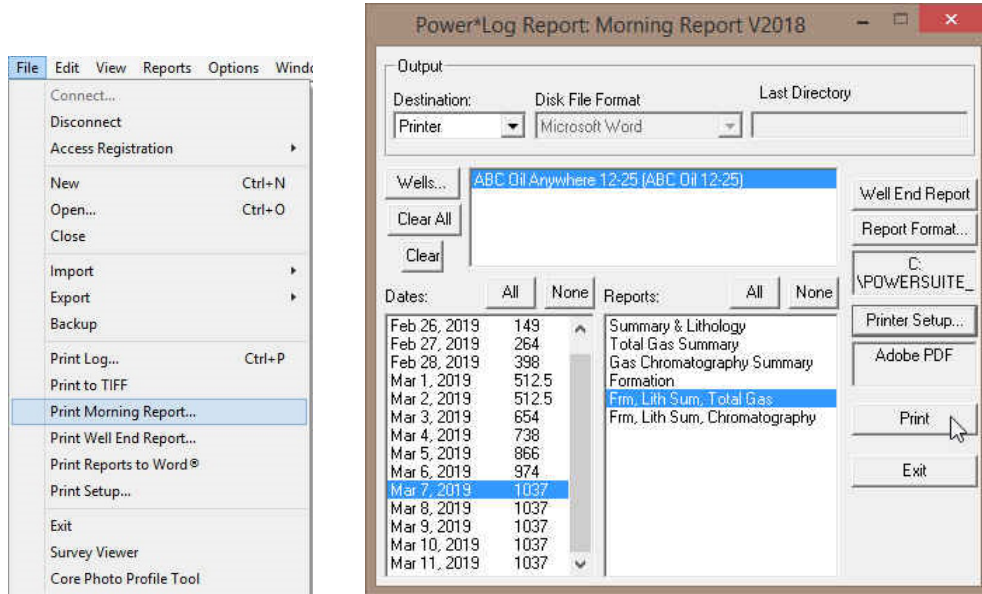 File Edit View Reports Options Windo
Connect...
Disconnect
Access Registration
New Ctrl+N
Open... Ctrl+O
Close
Import
Export
Backup
Print Log... Ctrl+P
Print to TIFF
Print Morning Report...
Print Well End Report...
Print Reports to Word®
Print Setup...
Exit
Survey Viewer
Core Photo Profile Tool
Power*Log Report: Morning Report V2018
Output
Destination: Disk File Format Last Directory
Printer Microsoft Word
Wells... ABC Oil Anywhere 12-25 (ABC Oil 12-25)
Clear All
Clear
Well End Report
Report Format...
C:
\POWERSUITE_
Printer Setup...
Adobe PDF
Print
Exit
Dates: All None
Feb 26, 2019 149
Feb 27, 2019 264
Feb 28, 2019 398
Mar 1, 2019 512.5
Mar 2, 2019 512.5
Mar 3, 2019 654
Mar 4, 2019 738
Mar 5, 2019 866
Mar 6, 2019 974
Mar 7, 2019 1037
Mar 8, 2019 1037
Mar 9, 2019 1037
Mar 10, 2019 1037
Mar 11, 2019 1037
Reports: All None
Summary & Lithology
Total Gas Summary
Gas Chromatography Summary
Formation
Frm, Lith Sum, Total Gas
Frm, Lith Sum, Chromatography